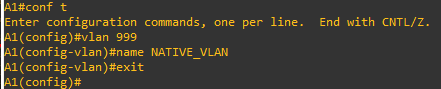 A1#conf t
Enter configuration commands, one per line.  End with CNTL/Z.
A1(config)#vlan 999
A1(config-vlan)#name NATIVE_VLAN
A1(config-vlan)#exit
A1(config)#